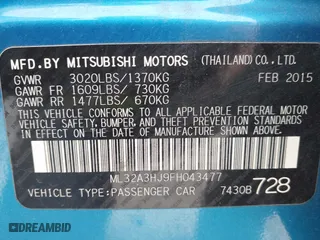 MFD.BY MITSUBISHI MOTORS (THAILAND) CO.,LTD.
GVWR 3020LBS/1370KG FEB 2015
GAWR FR 1609LBS/ 730KG
GAWR RR 1477LBS/ 670KG
THIS VEHICLE CONFORMS TO ALL APPLICABLE
U.S.FEDERAL MOTOR VEHICLE SAFETY, BUMPER, AND
THEFT PREVENTION STANDARDS IN EFFECT ON THE
DATE OF MANUFACTURE SHOWN ABOVE.
ML32A3HJ9FH043477
VEHICLE TYPE:PASSENGER CAR 7430B 728